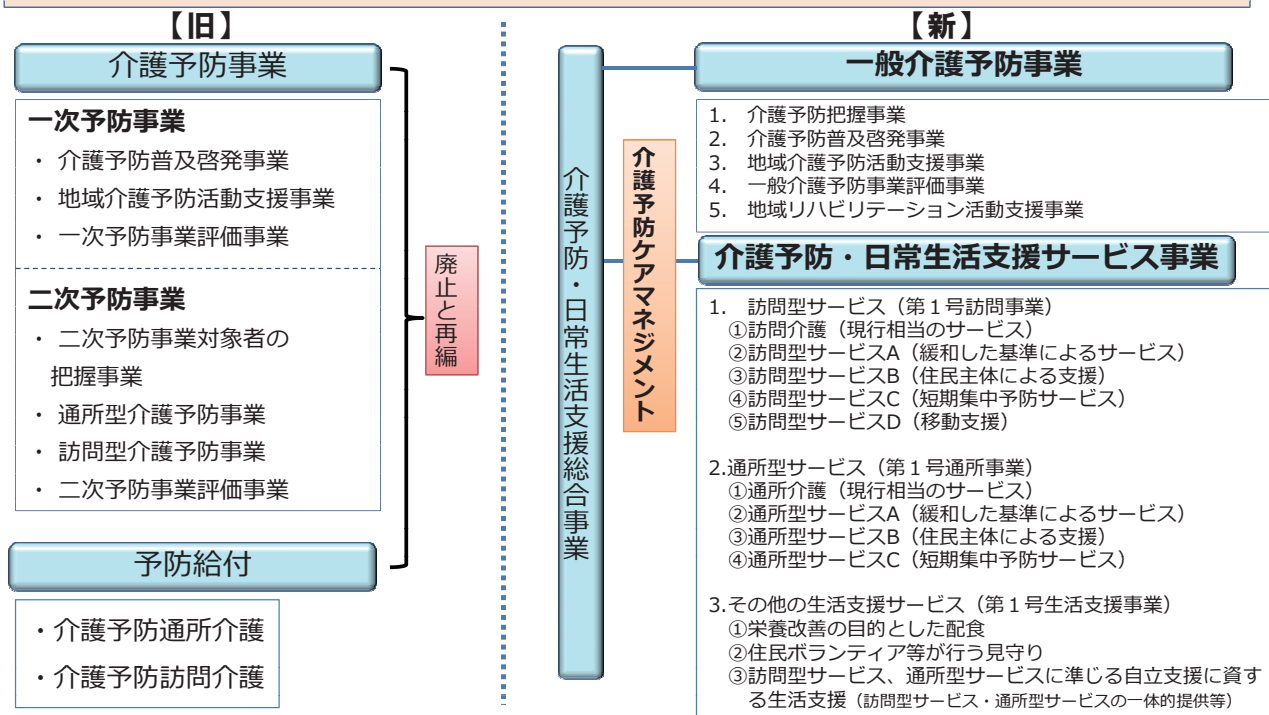 【旧】
介護予防事業
一次予防事業
・ 介護予防普及啓発事業
・ 地域介護予防活動支援事業
・ 一次予防事業評価事業
二次予防事業
・ 二次予防事業対象者の
把握事業
・ 通所型介護予防事業
・ 訪問型介護予防事業
・ 二次予防事業評価事業
予防給付
・介護予防通所介護
・介護予防訪問介護
廃止と再編
【新】
介護予防・日常生活支援総合事業
介護予防ケアマネジメント
一般介護予防事業
1. 介護予防把握事業
2. 介護予防普及啓発事業
3. 地域介護予防活動支援事業
4. 一般介護予防事業評価事業
5. 地域リハビリテーション活動支援事業
介護予防・日常生活支援サービス事業
1. 訪問型サービス（第１号訪問事業）
①訪問介護（現行相当のサービス）
②訪問型サービスA（緩和した基準によるサービス）
③訪問型サービスB（住民主体による支援）
④訪問型サービスC（短期集中予防サービス）
⑤訪問型サービスD（移動支援）
2.通所型サービス（第１号通所事業）
①通所介護（現行相当のサービス）
②通所型サービスA（緩和した基準によるサービス）
③通所型サービスB（住民主体による支援）
④通所型サービスC（短期集中予防サービス）
3.その他の生活支援サービス（第１号生活支援事業）
①栄養改善の目的とした配食
②住民ボランティア等が行う見守り
③訪問型サービス、通所型サービスに準じる自立支援に資す
る生活支援（訪問型サービス・通所型サービスの一体的提供等）